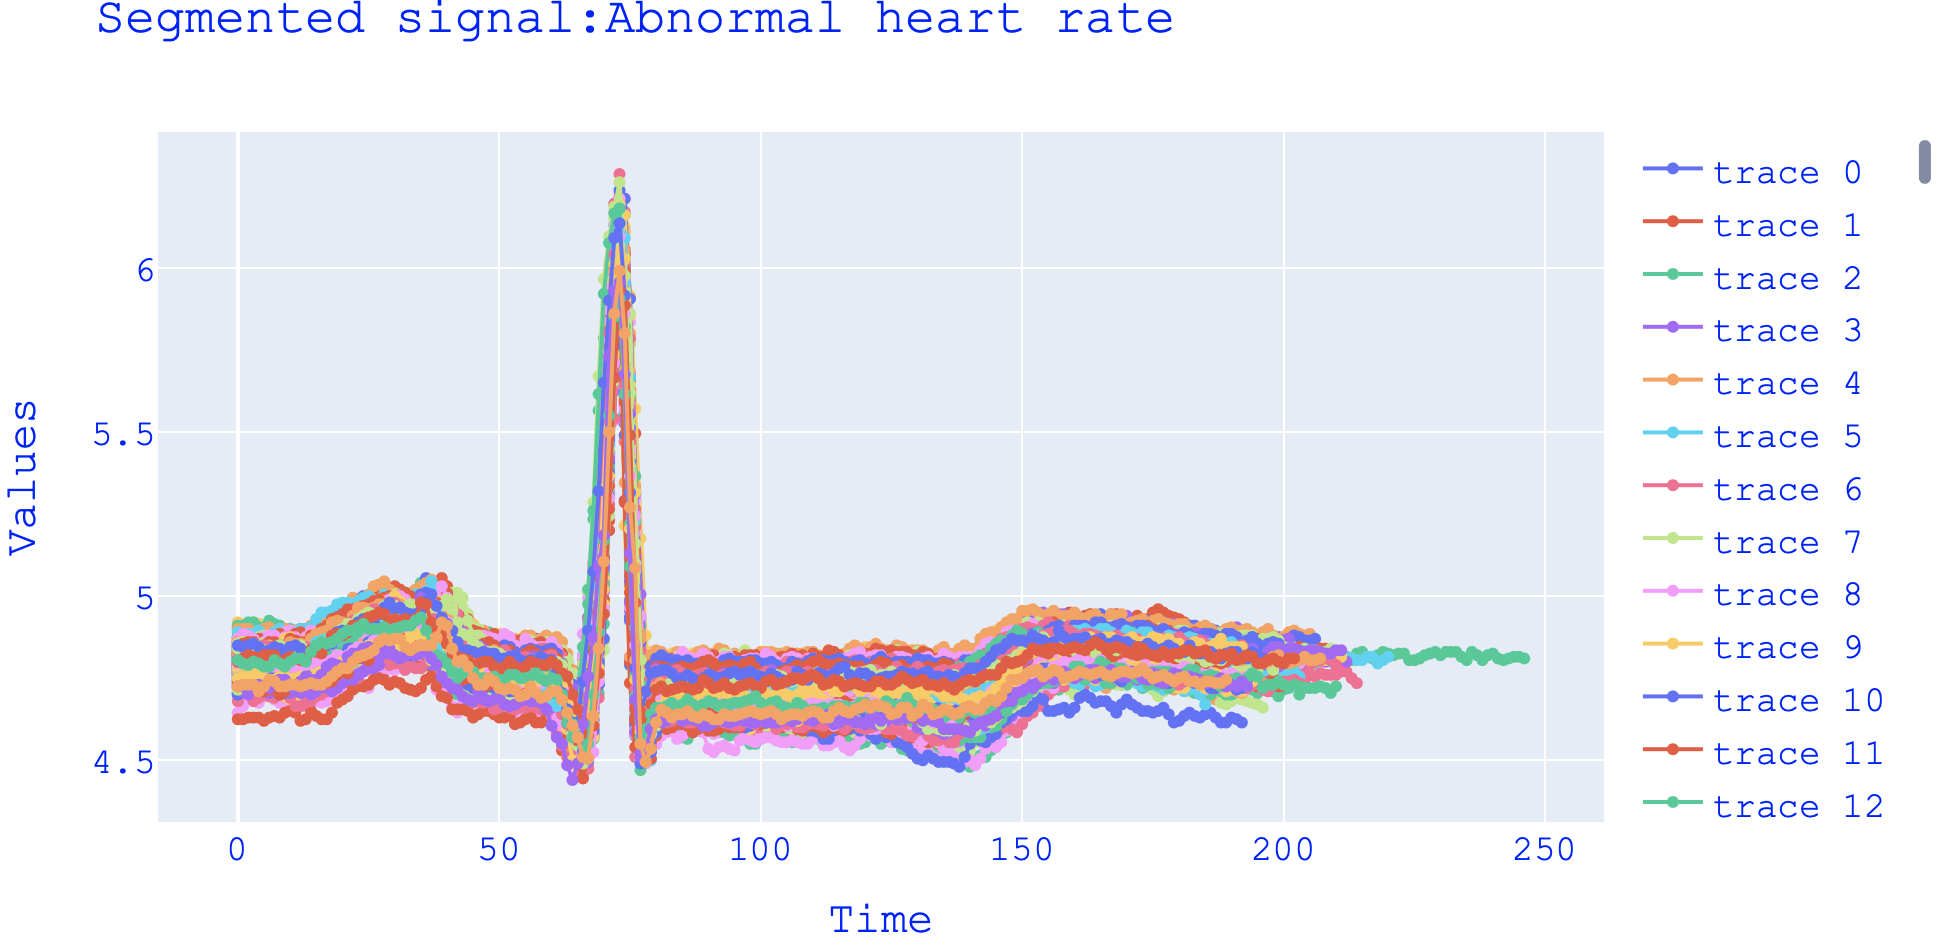 Segmented signal:Abnormal heart rate
Values
6
5.5
5
4.5
0 50 100 150 200 250
Time
trace 0
trace 1
trace 2
trace 3
trace 4
trace 5
trace 6
trace 7
trace 8
trace 9
trace 10
trace 11
trace 12